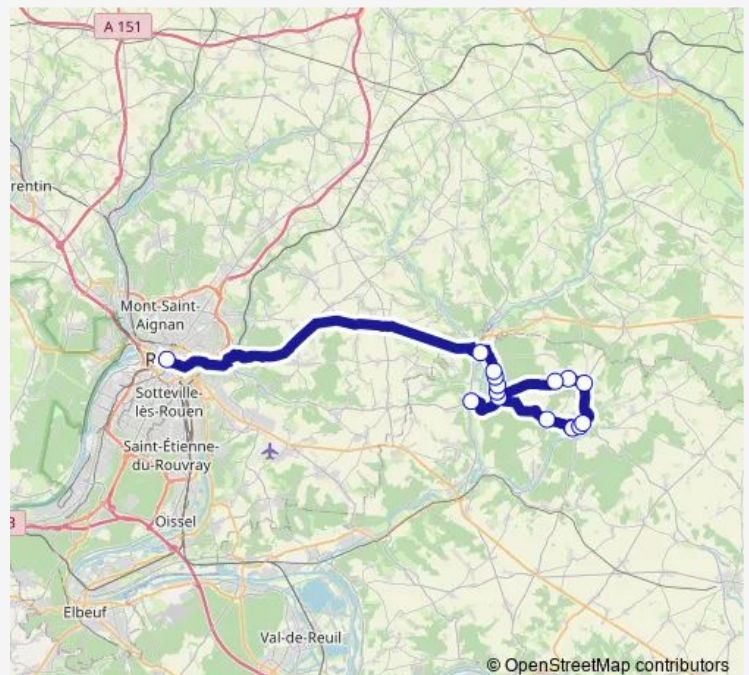 A 151
rentin
Mont-Saint-
Aignan
R
Sotteville-
lès-Rouen
Saint-Étienne-
du-Rouvray
Oissel
Elbeuf
Val-de-Reuil
© OpenStreetMap contributors